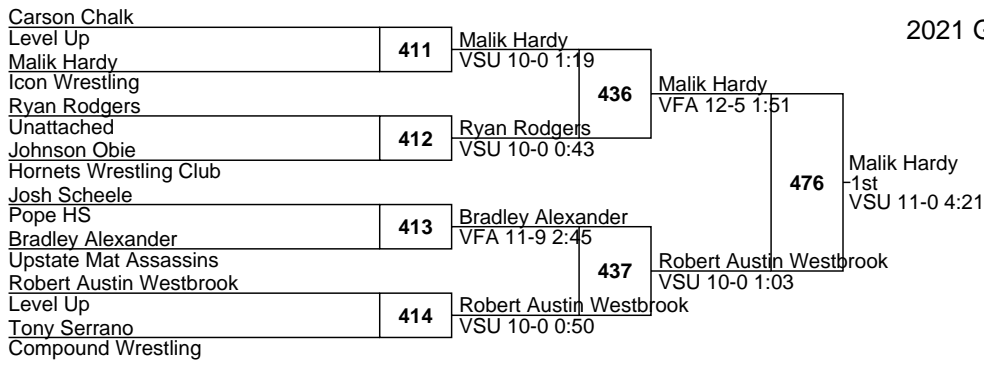 Carson Chalk
Level Up
Malik Hardy
Icon Wrestling
Ryan Rodgers
Unattached
Johnson Obie
Hornets Wrestling Club
Josh Scheele
Pope HS
Bradley Alexander
Upstate Mat Assassins
Robert Austin Westbrook
Level Up
Tony Serrano
Compound Wrestling
411
412
413
414
Malik Hardy
VSU 10-0 1:19
Ryan Rodgers
VSU 10-0 0:43
Bradley Alexander
VFA 11-9 2:45
Robert Austin Westbrook
VSU 10-0 0:50
436
437
Malik Hardy
VFA 12-5 1:51
Robert Austin Westbrook
VSU 10-0 1:03
476
Malik Hardy
1st
VSU 11-0 4:21
2021 G